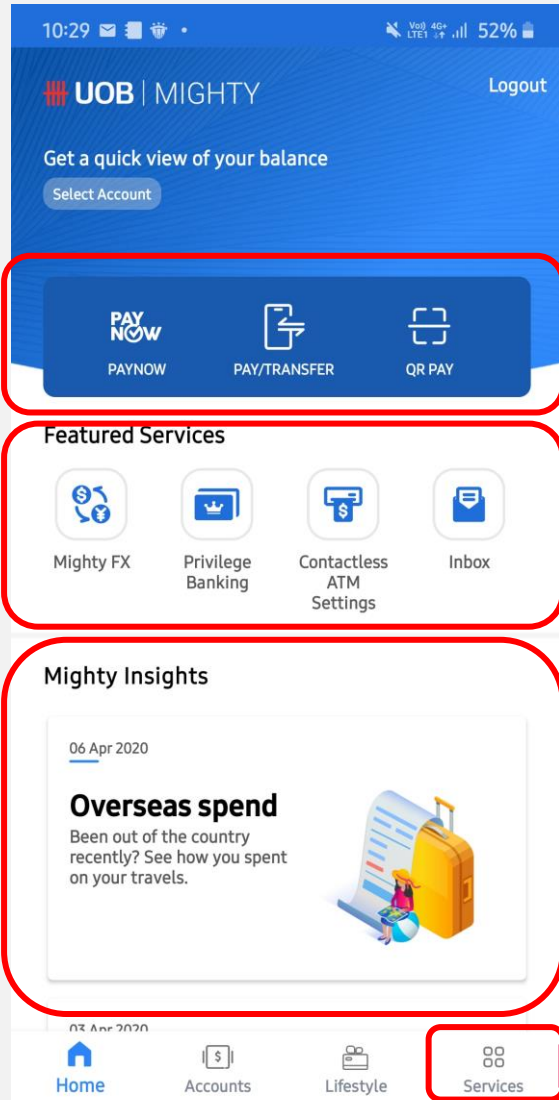 10:29
Vo)) 4G+ 52%
LTE1
UOB | MIGHTY
Logout
Get a quick view of your balance
Select Account
PAY NOW
PAYNOW PAY/TRANSFER QR PAY
Featured Services
Mighty FX Privilege Banking Contactless ATM Settings Inbox
Mighty Insights
06 Apr 2020
Overseas spend
Been out of the country
recently? See how you spent
on your travels.
03 Apr 2020
Home Accounts Lifestyle Services